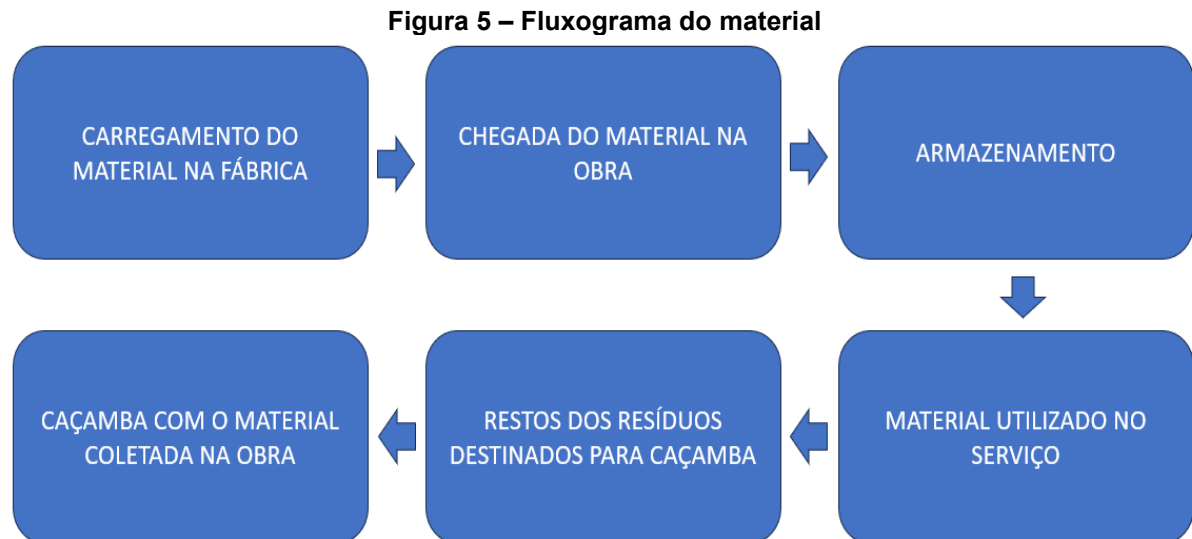 Figura 5 – Fluxograma do material
CARREGAMENTO DO
MATERIAL NA FÁBRICA
CHEGADA DO MATERIAL NA
OBRA
ARMAZENAMENTO
MATERIAL UTILIZADO NO
SERVIÇO
RESTOS DOS RESÍDUOS
DESTINADOS PARA CAÇAMBA
CAÇAMBA COM O MATERIAL
COLETADA NA OBRA